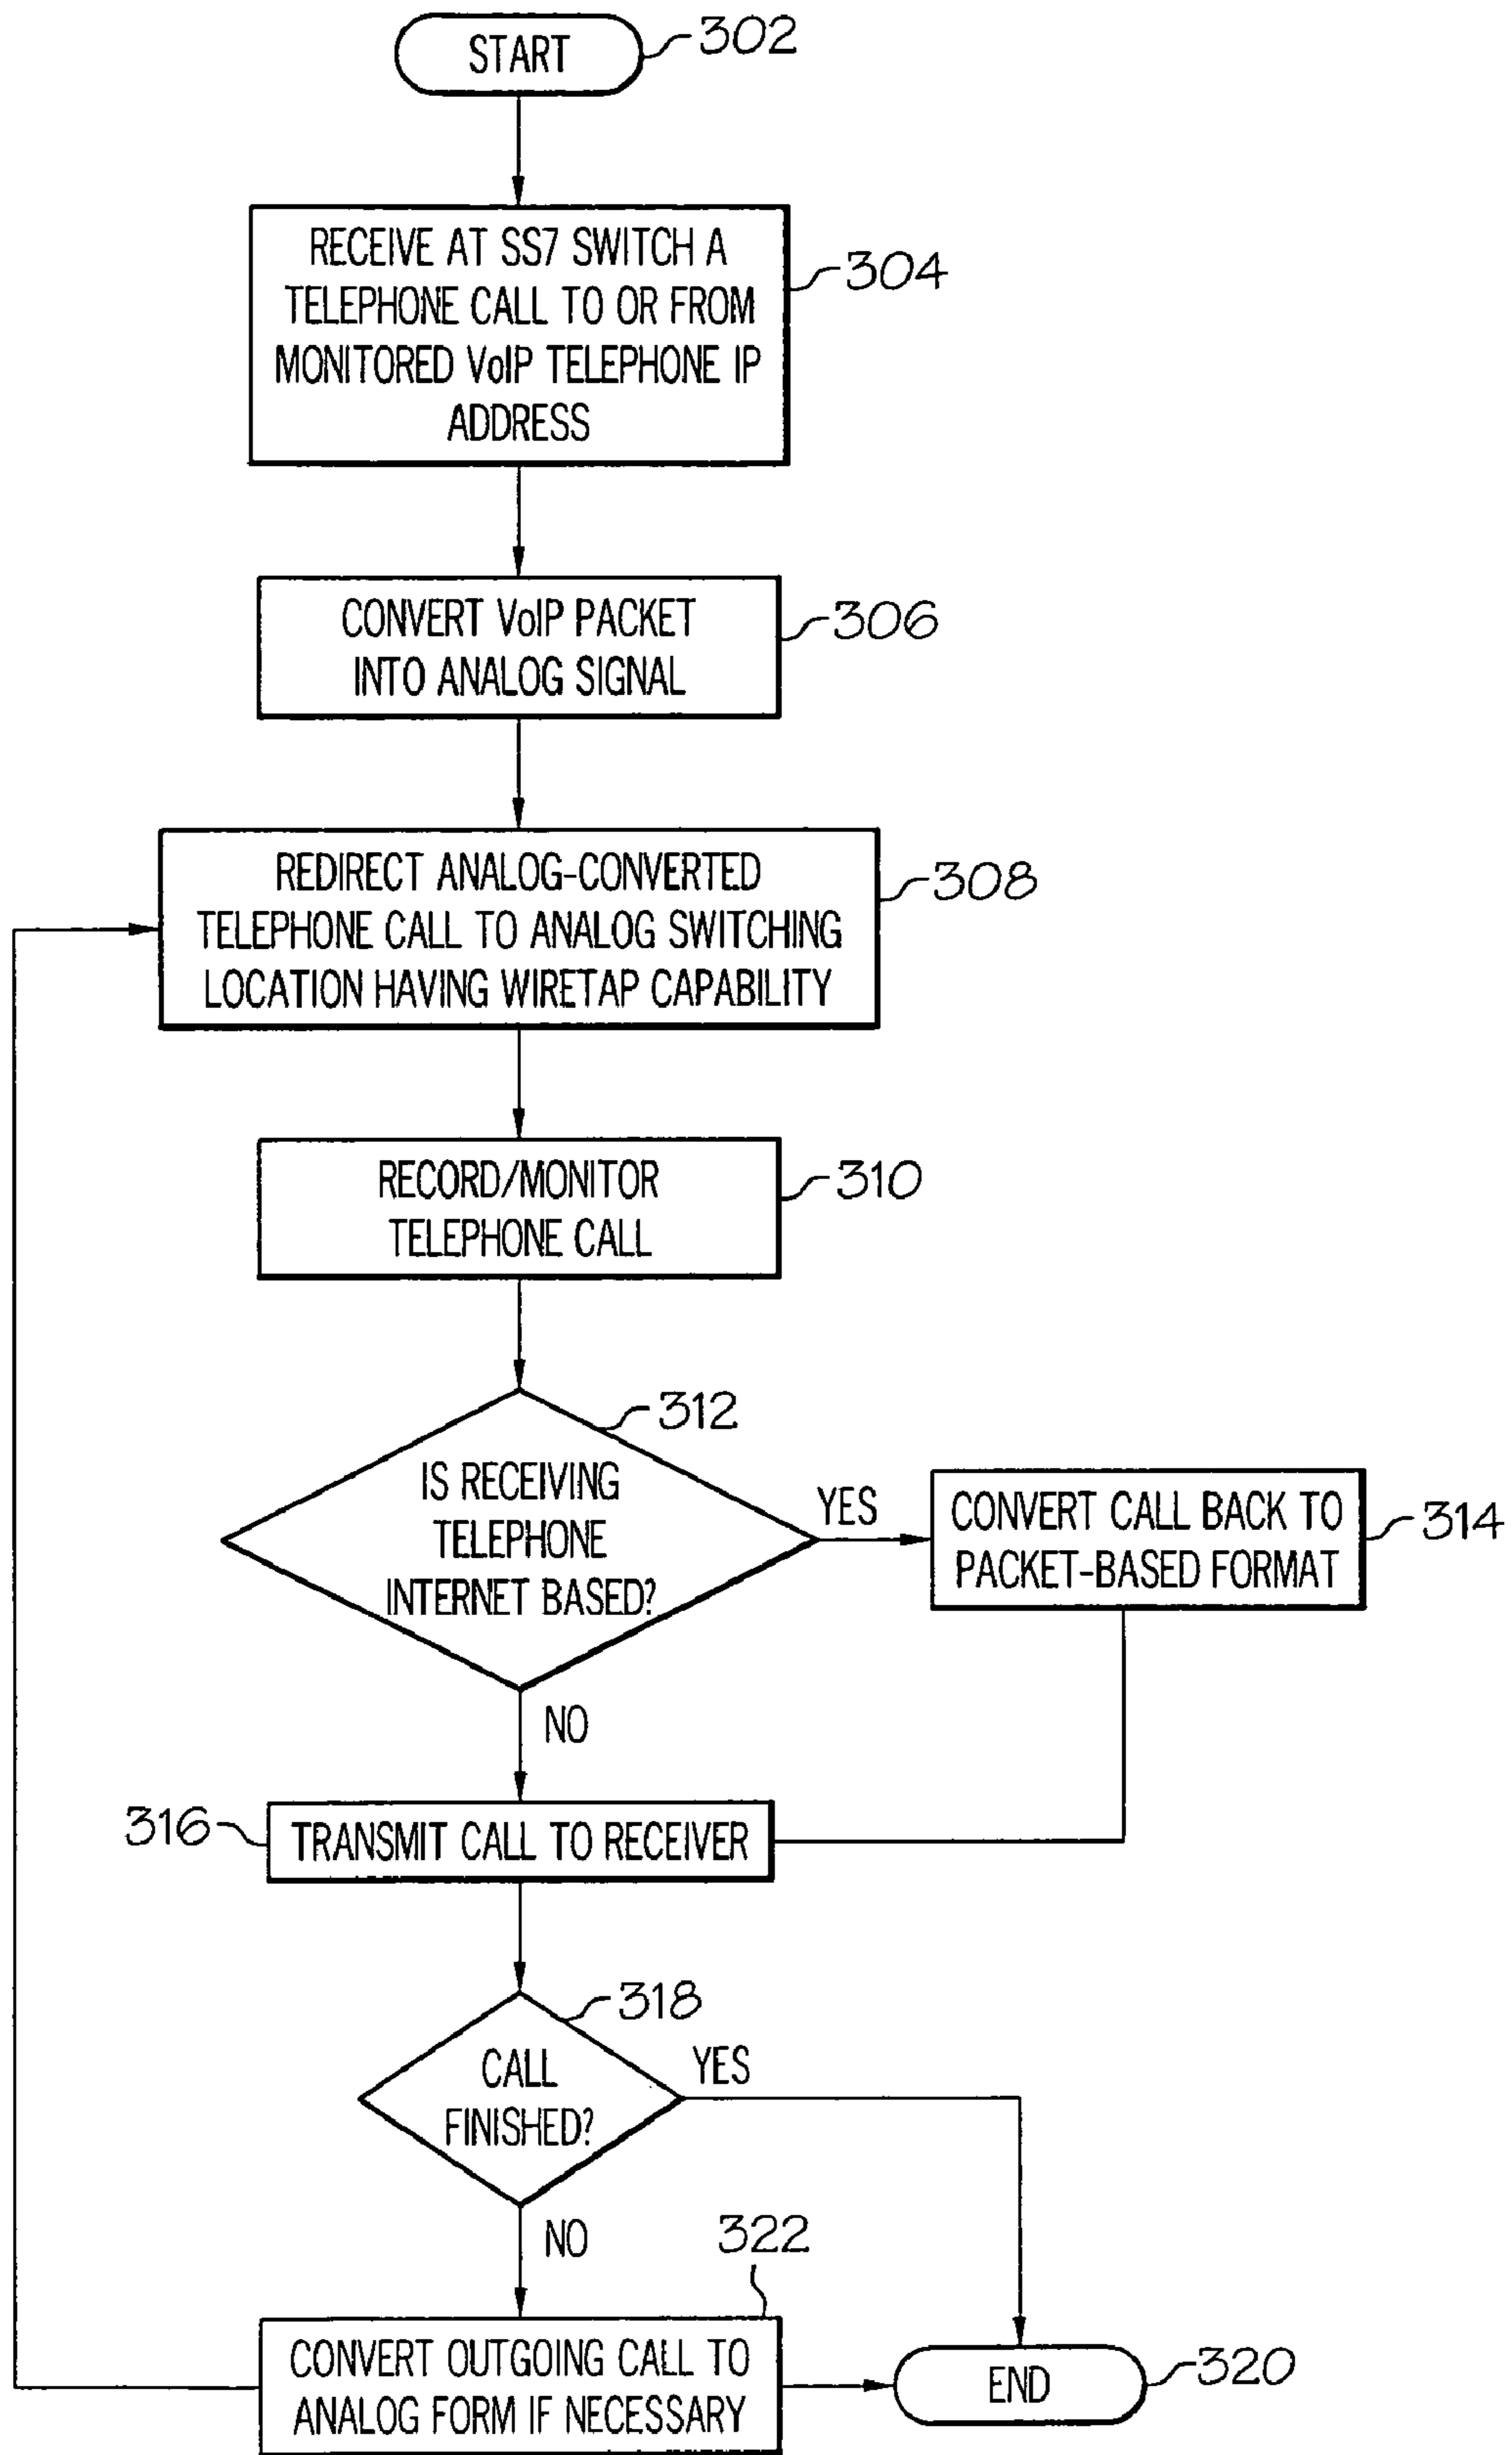 START
302
RECEIVE AT SS7 SWITCH A
TELEPHONE CALL TO OR FROM
MONITORED VoIP TELEPHONE IP
ADDRESS
304
CONVERT VoIP PACKET
INTO ANALOG SIGNAL
306
REDIRECT ANALOG-CONVERTED
TELEPHONE CALL TO ANALOG SWITCHING
LOCATION HAVING WIRETAP CAPABILITY
308
RECORD/MONITOR
TELEPHONE CALL
310
312
IS RECEIVING
TELEPHONE
INTERNET BASED?
YES
CONVERT CALL BACK TO
PACKET-BASED FORMAT
314
NO
316
TRANSMIT CALL TO RECEIVER
318
CALL
FINISHED?
YES
NO
322
CONVERT OUTGOING CALL TO
ANALOG FORM IF NECESSARY
END
320